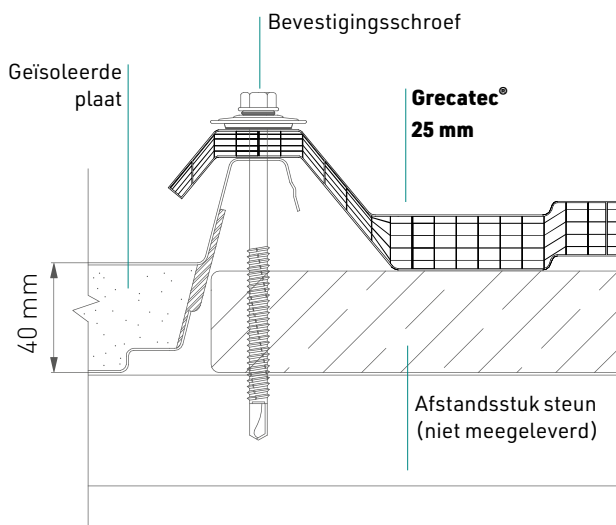 Bevestigingsschroef
Geïsoleerde
plaat
Grecatec®
25 mm
40 mm
Afstandsstuk steun
(niet meegeleverd)